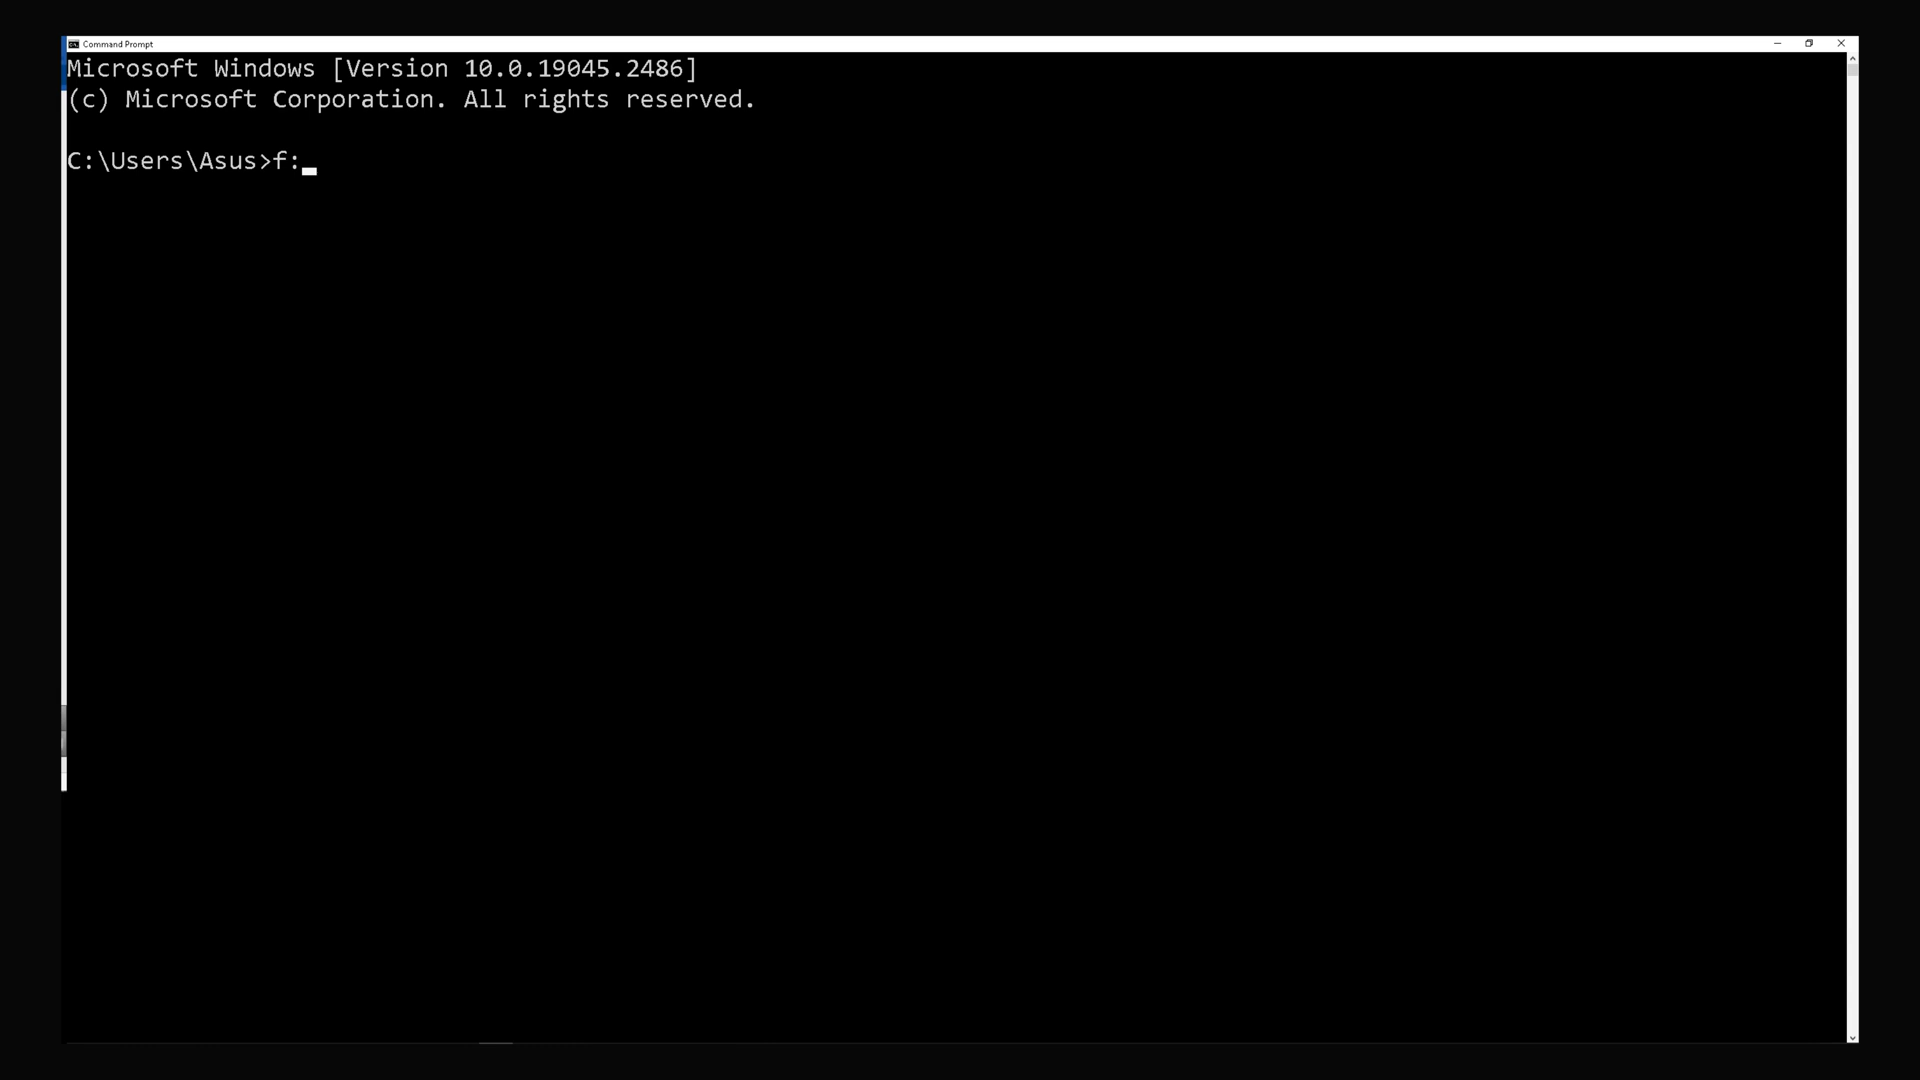 Command Prompt
Microsoft Windows [Version 10.0.19045.2486]
(c) Microsoft Corporation. All rights reserved.
C:\Users\Asus>f: